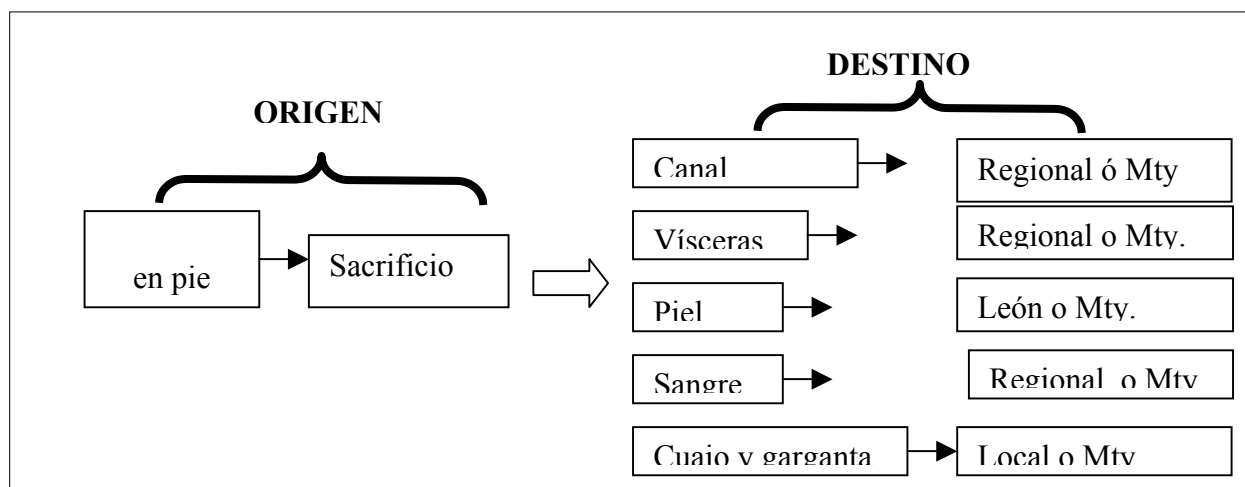 ORIGEN
en pie
Sacrificio
DESTINO
Canal
Regional ó Mty
Vísceras
Regional o Mty.
Piel
León o Mty.
Sangre
Regional o Mty
Cuajo y garganta
Local o Mty